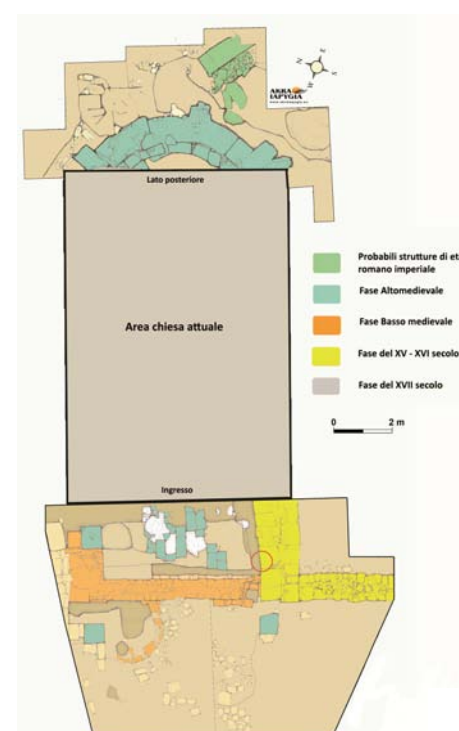 AKRA
IAPYGIA
N
E
S
W
Lato posteriore
Probabili strutture di et
romano imperiale
Fase Altomedievale
Area chiesa attuale
Fase Basso medievale
Fase del XV - XVI secolo
Fase del XVII secolo
0 2 m
Ingresso